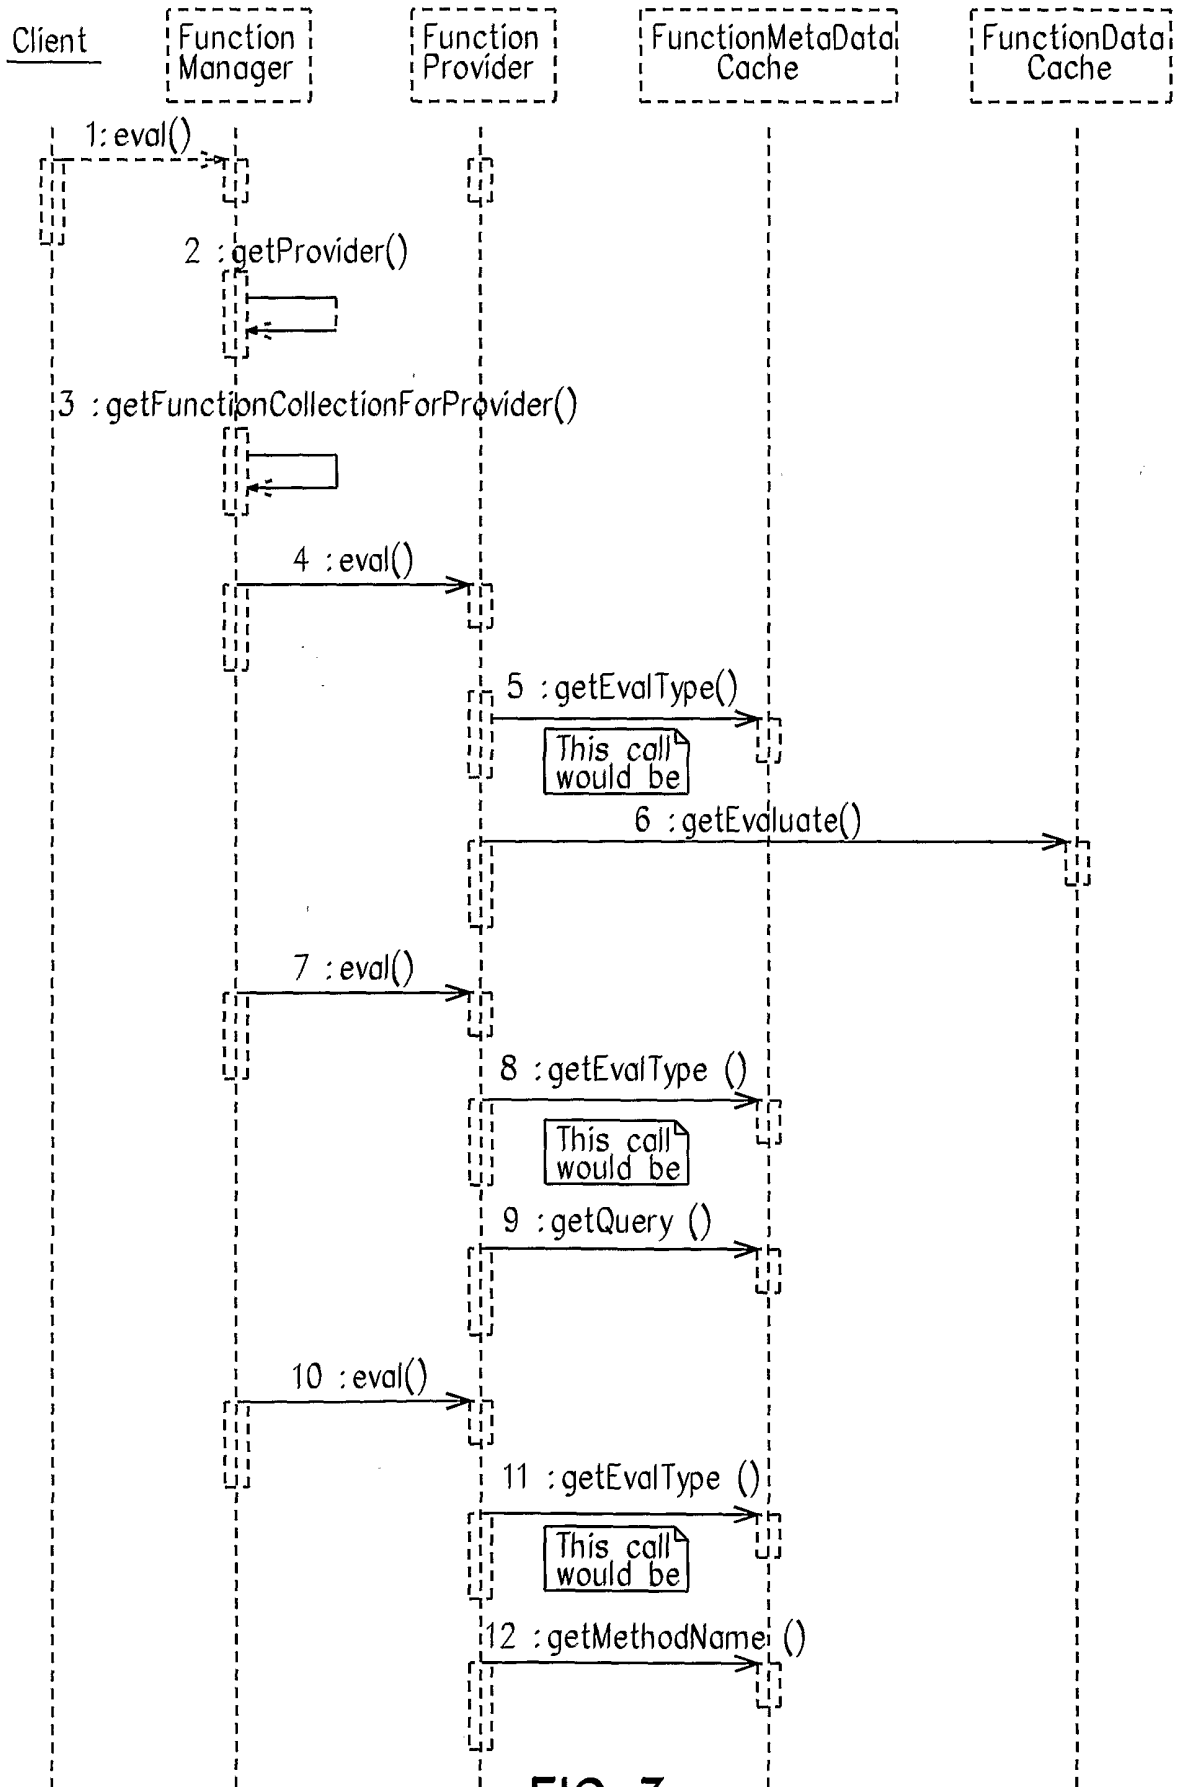 Client
Function
Manager
Function
Provider
FunctionMetaData
Cache
FunctionData
Cache
1:eval()
2 :getProvider()
3 :getFunctionCollectionForProvider()
4 :eval()
5 :getEvalType()
This call
would be
6 :getEvaluate()
7 :eval()
8 :getEvalType ()
This call
would be
9 :getQuery ()
10 :eval()
11 :getEvalType ()
This call
would be
12 :getMethodName ()